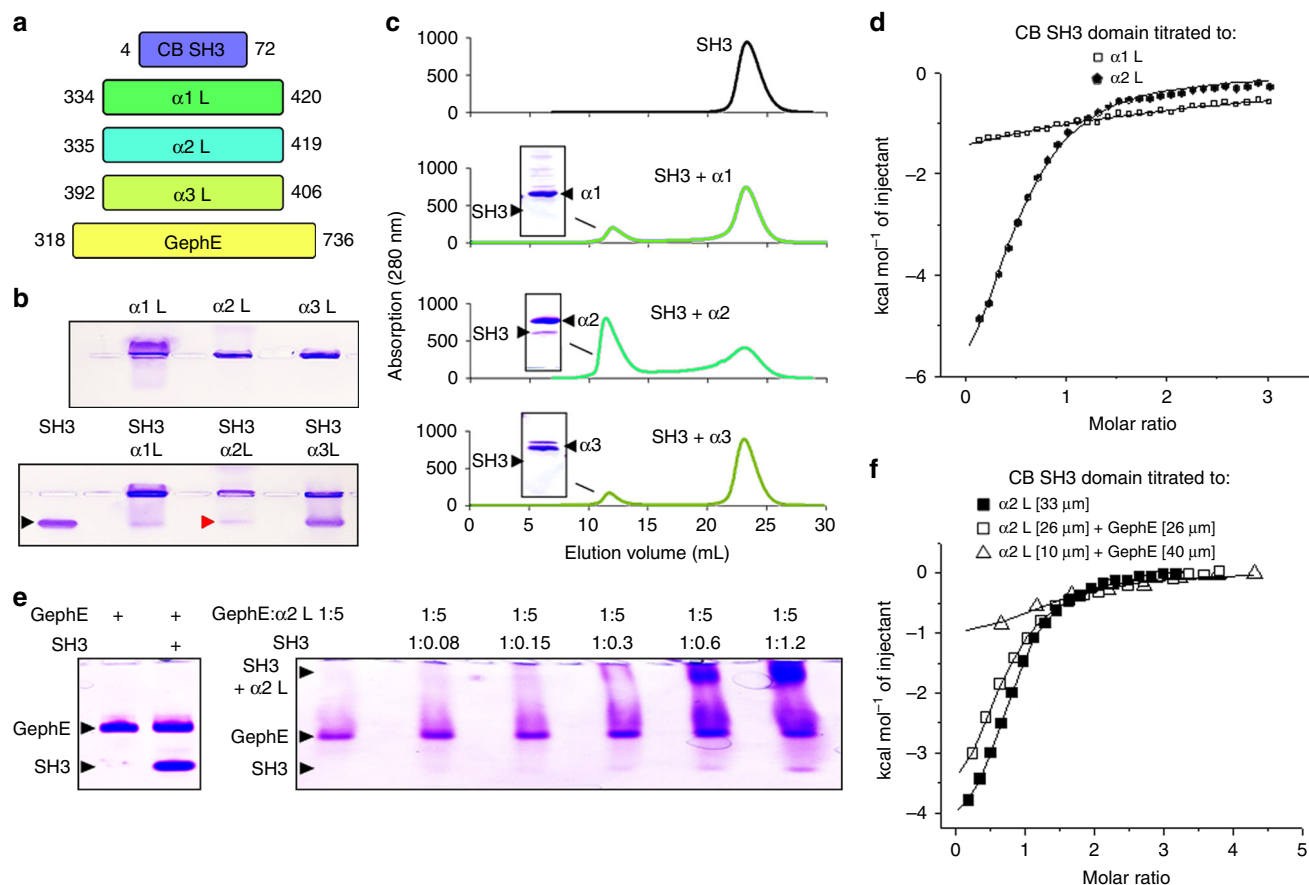 a
4 CB SH3 72
334 α1 L 420
335 α2 L 419
392 α3 L 406
318 GephE 736
b
α1 L α2 L α3 L
SH3 SH3 SH3 SH3
α1L α2L α3L
c
Absorption (280 nm)
1000
500
0
SH3
1000
500
0
SH3
α1
SH3 + α1
1000
500
0
SH3
α2
SH3 + α2
1000
500
0
SH3
α3
SH3 + α3
0 5 10 15 20 25 30
Elution volume (mL)
d
CB SH3 domain titrated to:
α1 L
α2 L
kcal mol⁻¹ of injectant
0
−2
−4
−6
0 1 2 3
Molar ratio
e
GephE + +
SH3 +
GephE
SH3
GephE:α2 L 1:5 1:5 1:5 1:5 1:5 1:5
SH3 1:0.08 1:0.15 1:0.3 1:0.6 1:1.2
SH3
+ α2 L
GephE
SH3
f
CB SH3 domain titrated to:
α2 L [33 μm]
α2 L [26 μm] + GephE [26 μm]
α2 L [10 μm] + GephE [40 μm]
kcal mol⁻¹ of injectant
0
−1
−2
−3
−4
0 1 2 3 4 5
Molar ratio